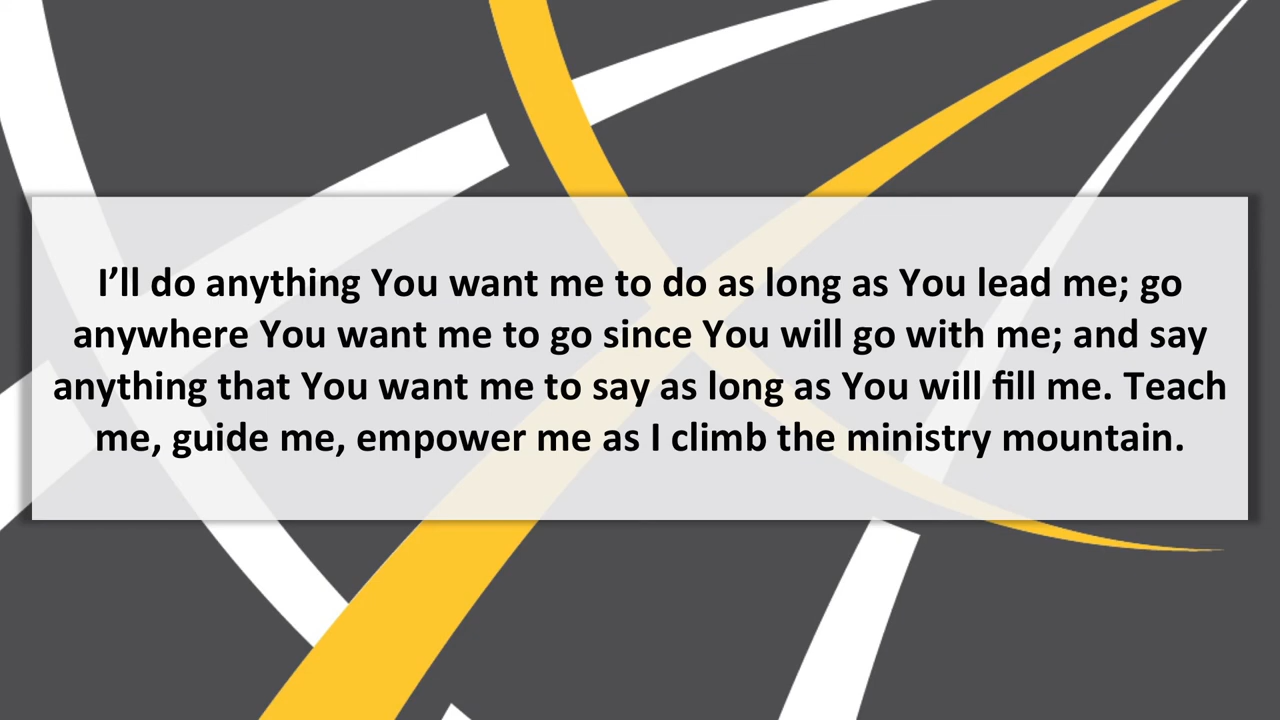 I’ll do anything You want me to do as long as You lead me; go
anywhere You want me to go since You will go with me; and say
anything that You want me to say as long as You will fill me. Teach
me, guide me, empower me as I climb the ministry mountain.